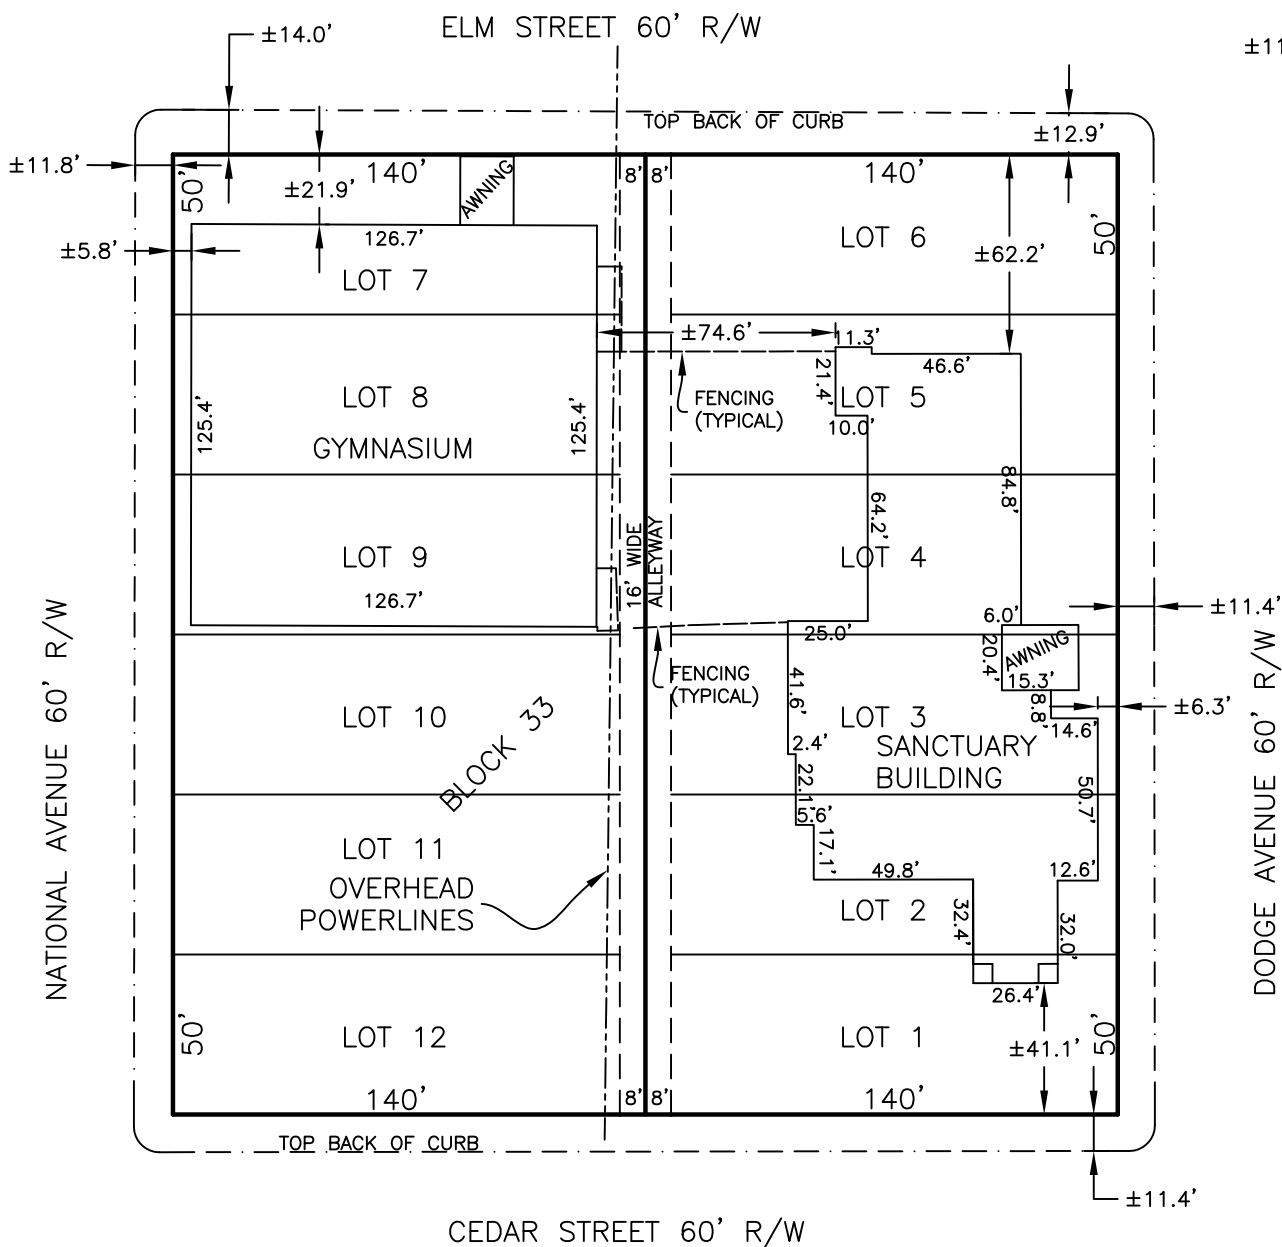 ELM STREET 60' R/W
±14.0'
±11
TOP BACK OF CURB
±12.9'
±11.8'
140'
8' 8'
140'
50'
±21.9'
AWNING
50'
±5.8'
126.7'
LOT 7
LOT 6
±62.2'
±74.6'
11.3'
46.6'
21.4'
LOT 8
FENCING
(TYPICAL)
LOT 5
10.0'
125.4'
125.4'
GYMNASIUM
84.8'
64.2'
16' WIDE
ALLEYWAY
LOT 9
LOT 4
126.7'
25.0'
6.0'
±11.4'
20.4'
AWNING
FENCING
(TYPICAL)
41.6'
15.3'
8.8'
±6.3'
14.6'
LOT 10
LOT 3
NATIONAL AVENUE 60' R/W
DODGE AVENUE 60' R/W
BLOCK 33
2.4'
SANCTUARY
BUILDING
22.1'
50.7'
5.6'
17.1'
LOT 11
49.8'
12.6'
OVERHEAD
POWERLINES
LOT 2
32.4'
32.0'
26.4'
50'
LOT 12
LOT 1
±41.1'
50'
140'
8' 8'
140'
TOP BACK OF CURB
±11.4'
CEDAR STREET 60' R/W